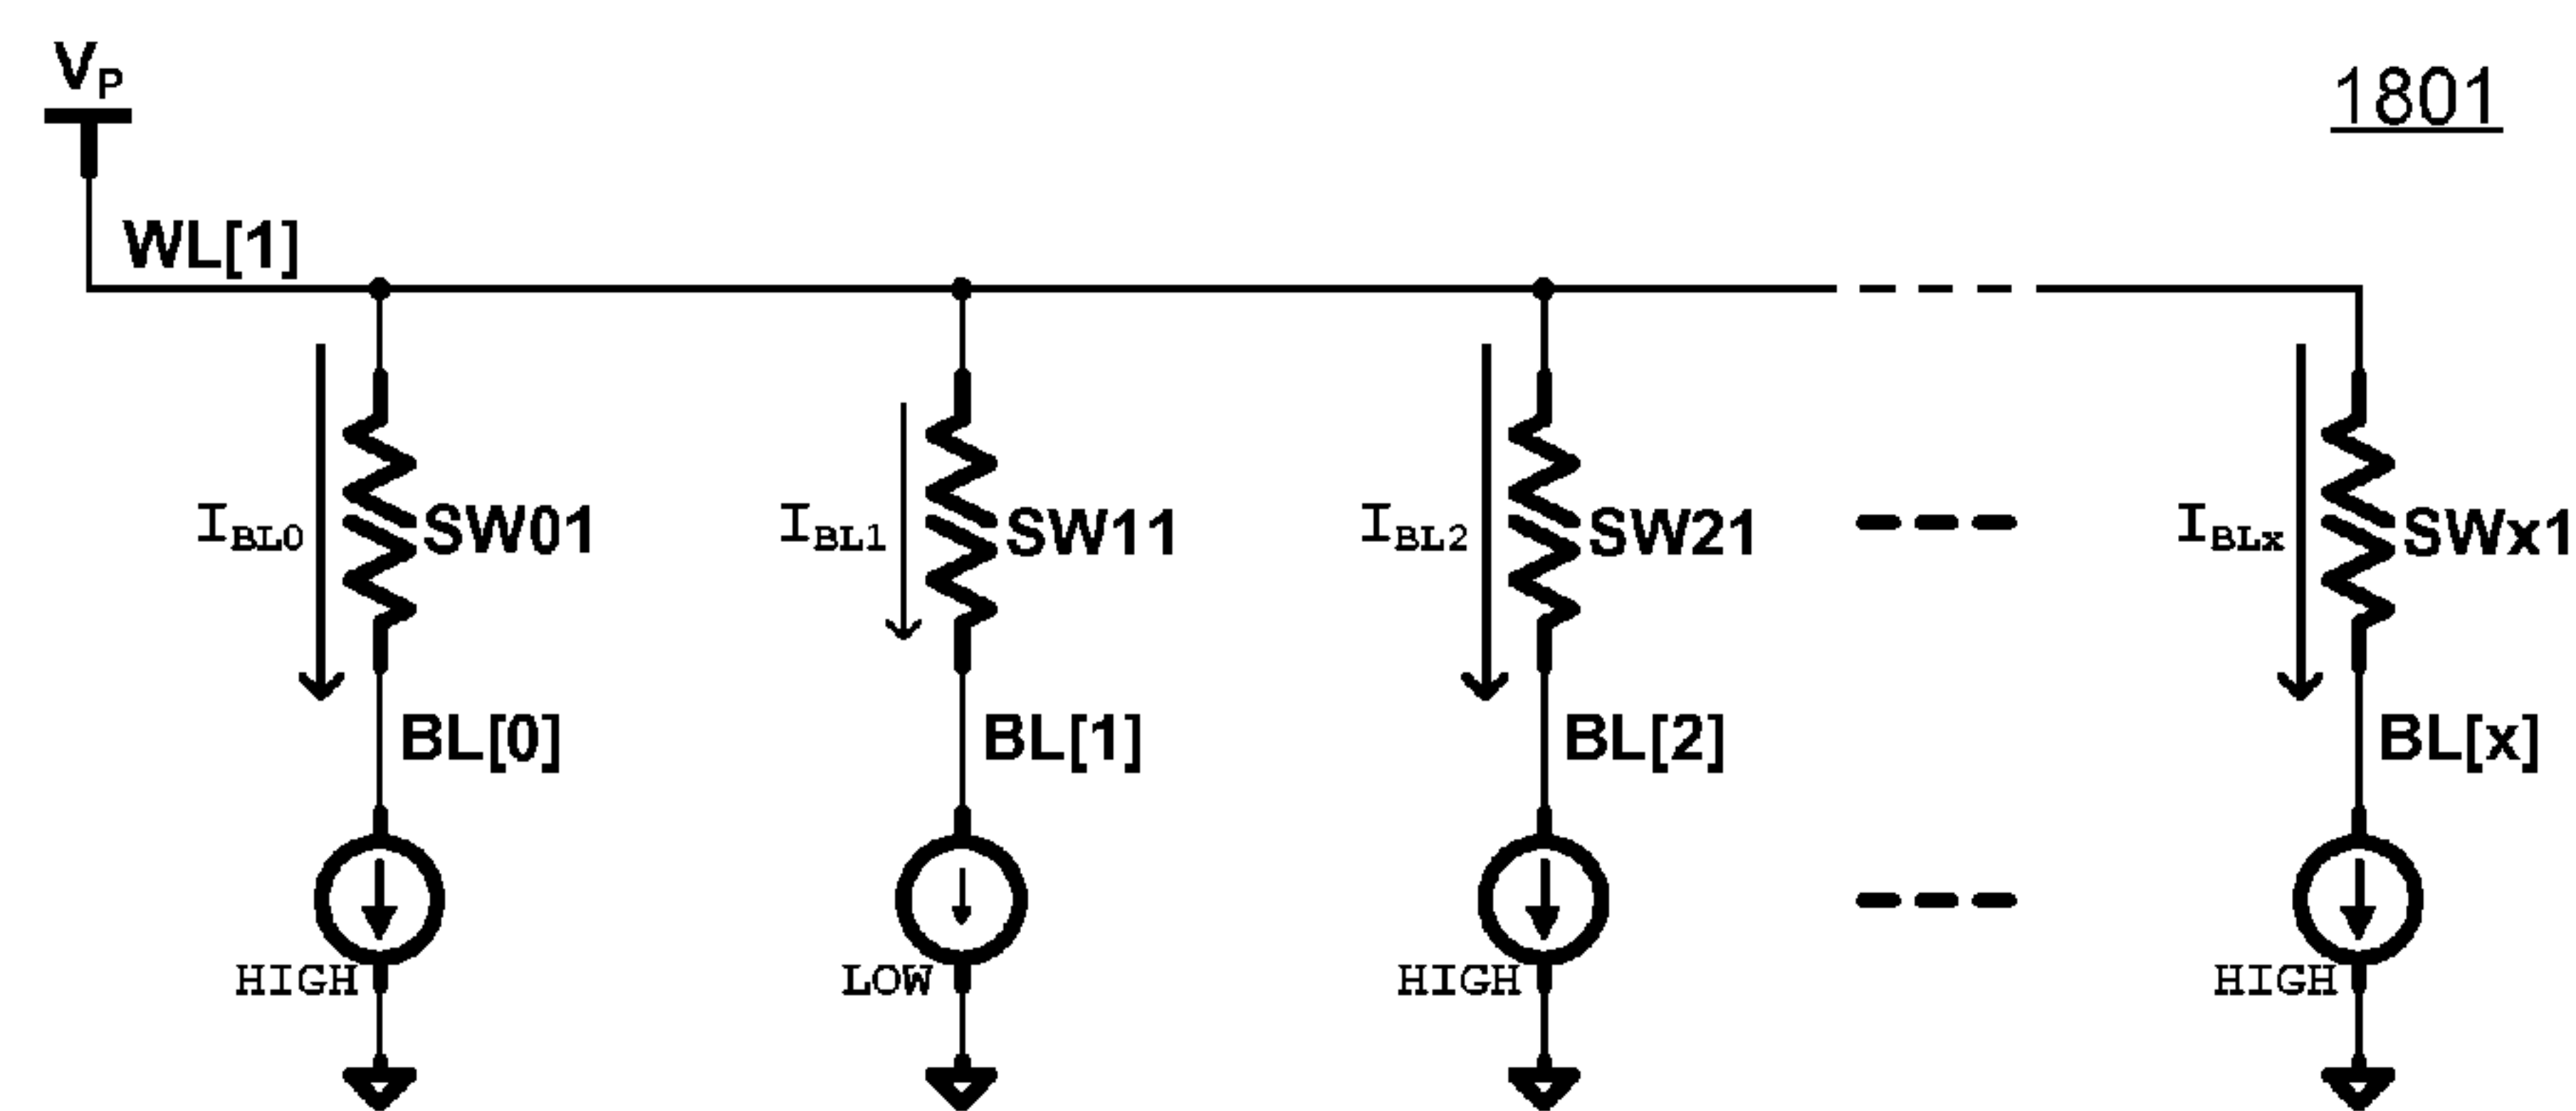 V_P
1801
WL[1]
I_BL0 SW01 I_BL1 SW11 I_BL2 SW21 I_BLx SWx1
BL[0] BL[1] BL[2] BL[x]
HIGH LOW HIGH HIGH